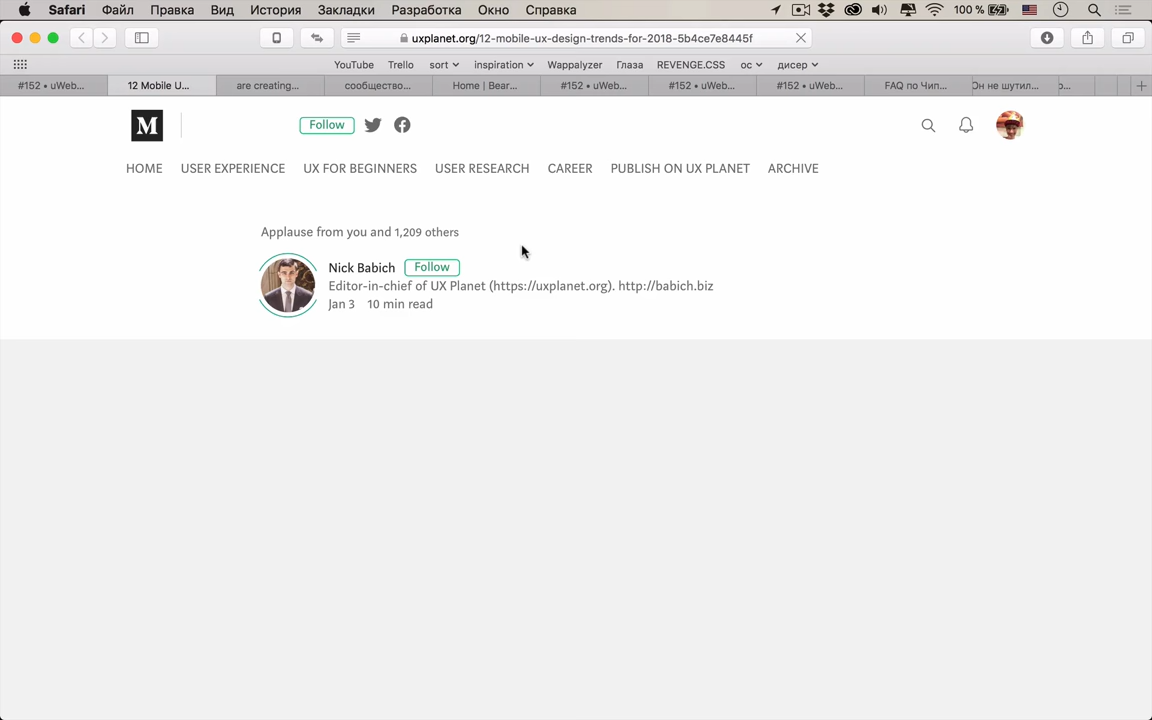 Safari Файл Правка Вид История Закладки Разработка Окно Справка 100 %
uxplanet.org/12-mobile-ux-design-trends-for-2018-5b4ce7e8445f
YouTube Trello sort inspiration Wappalyzer Глаза REVENGE.CSS ос дисер
#152 • uWeb... 12 Mobile U... are creating... сообщество... Home | Bear... #152 • uWeb... #152 • uWeb... #152 • uWeb... FAQ по Чип... Он не шутил...
M Follow
HOME USER EXPERIENCE UX FOR BEGINNERS USER RESEARCH CAREER PUBLISH ON UX PLANET ARCHIVE
Applause from you and 1,209 others
Nick Babich Follow
Editor-in-chief of UX Planet (https://uxplanet.org). http://babich.biz
Jan 3 10 min read